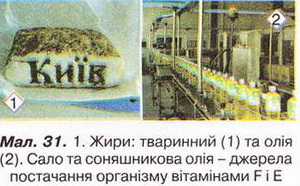 Київ
1
2
Мал. 31. 1. Жири: тваринний (1) та олія
(2). Сало та соняшникова олія – джерела
постачання організму вітамінами F і E